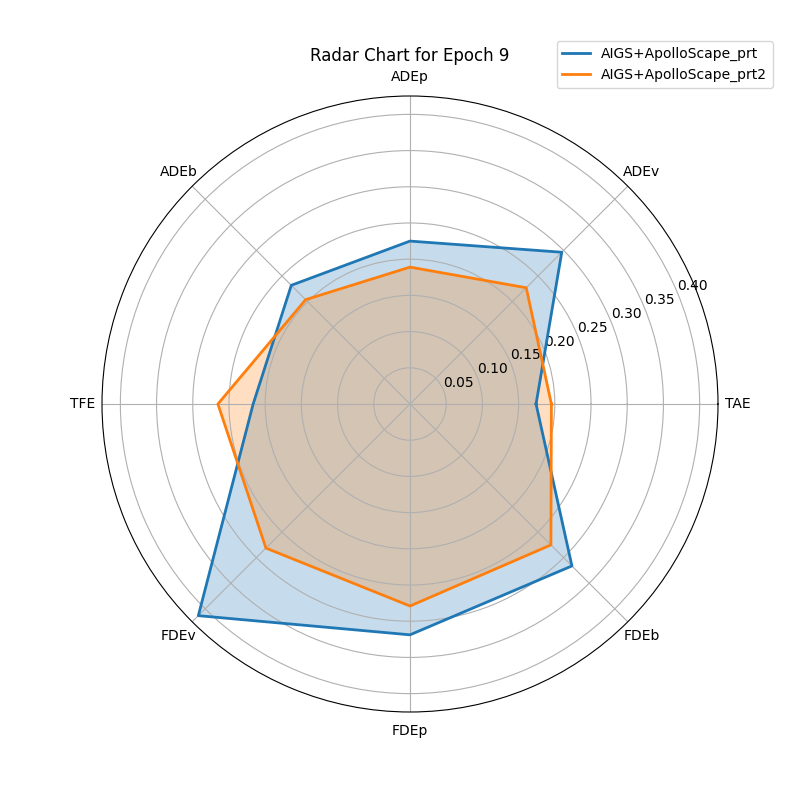 Radar Chart for Epoch 9
AIGS+ApolloScape_prt
AIGS+ApolloScape_prt2
ADEp
ADEb
ADEv
0.40
0.35
0.30
0.25
0.20
0.15
0.10
0.05
TFE
TAE
FDEv
FDEb
FDEp